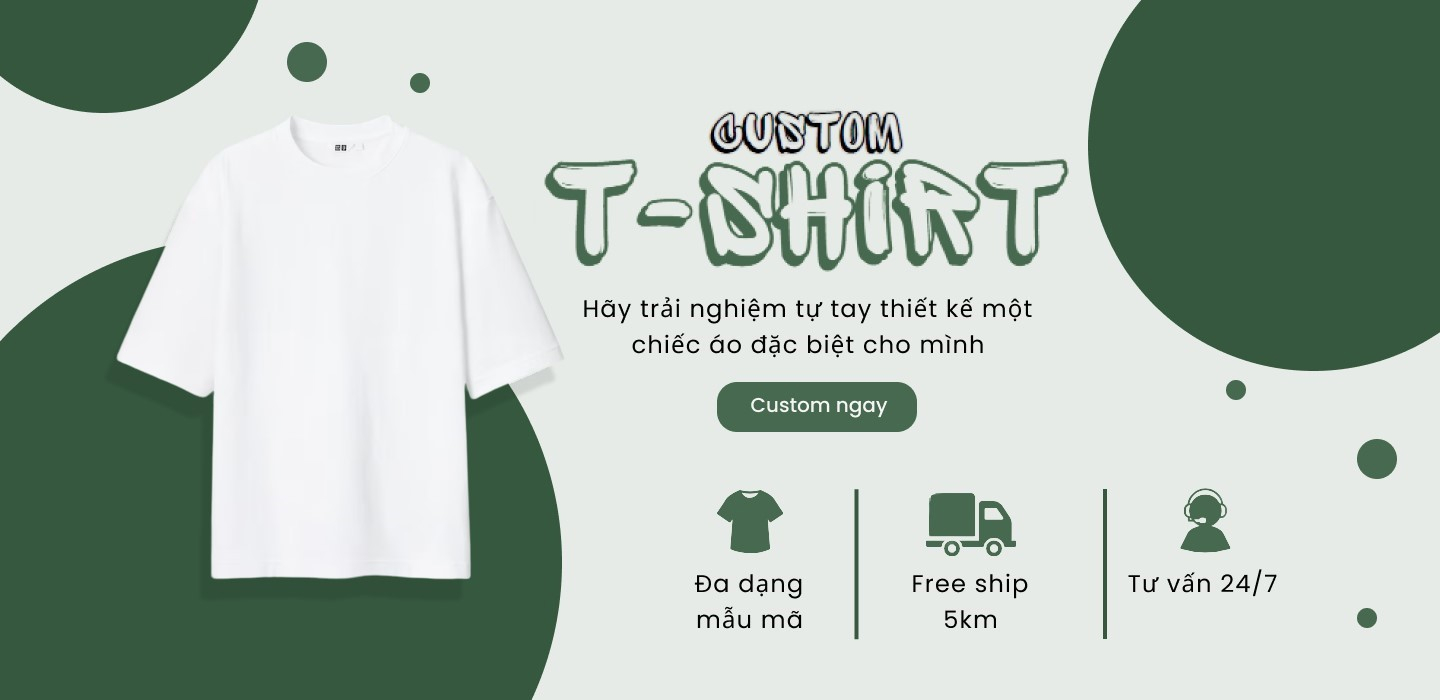 CUSTOM
T-SHiRT
Hãy trải nghiệm tự tay thiết kế một
chiếc áo đặc biệt cho mình
Custom ngay
Đa dạng
mẫu mã
Free ship
5km
Tư vấn 24/7